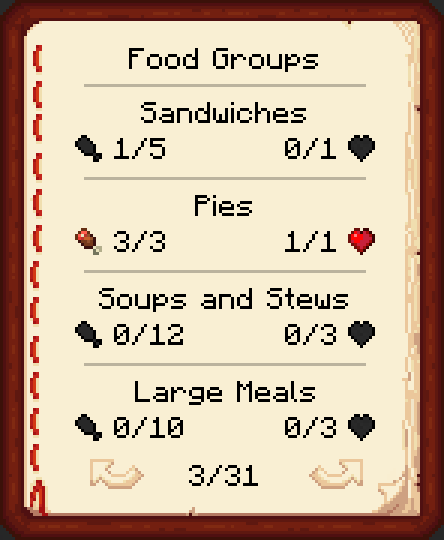 Food Groups
Sandwiches
1/5 0/1
Pies
3/3 1/1
Soups and Stews
0/12 0/3
Large Meals
0/10 0/3
3/31